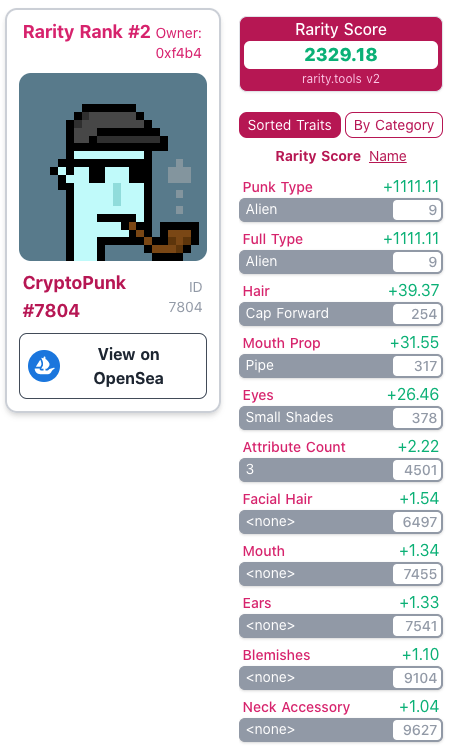 Rarity Rank #2 Owner:
0xf4b4
CryptoPunk ID
#7804 7804
View on
OpenSea
Rarity Score
2329.18
rarity.tools v2
Sorted Traits By Category
Rarity Score Name
Punk Type +1111.11
Alien 9
Full Type +1111.11
Alien 9
Hair +39.37
Cap Forward 254
Mouth Prop +31.55
Pipe 317
Eyes +26.46
Small Shades 378
Attribute Count +2.22
3 4501
Facial Hair +1.54
<none> 6497
Mouth +1.34
<none> 7455
Ears +1.33
<none> 7541
Blemishes +1.10
<none> 9104
Neck Accessory +1.04
<none> 9627